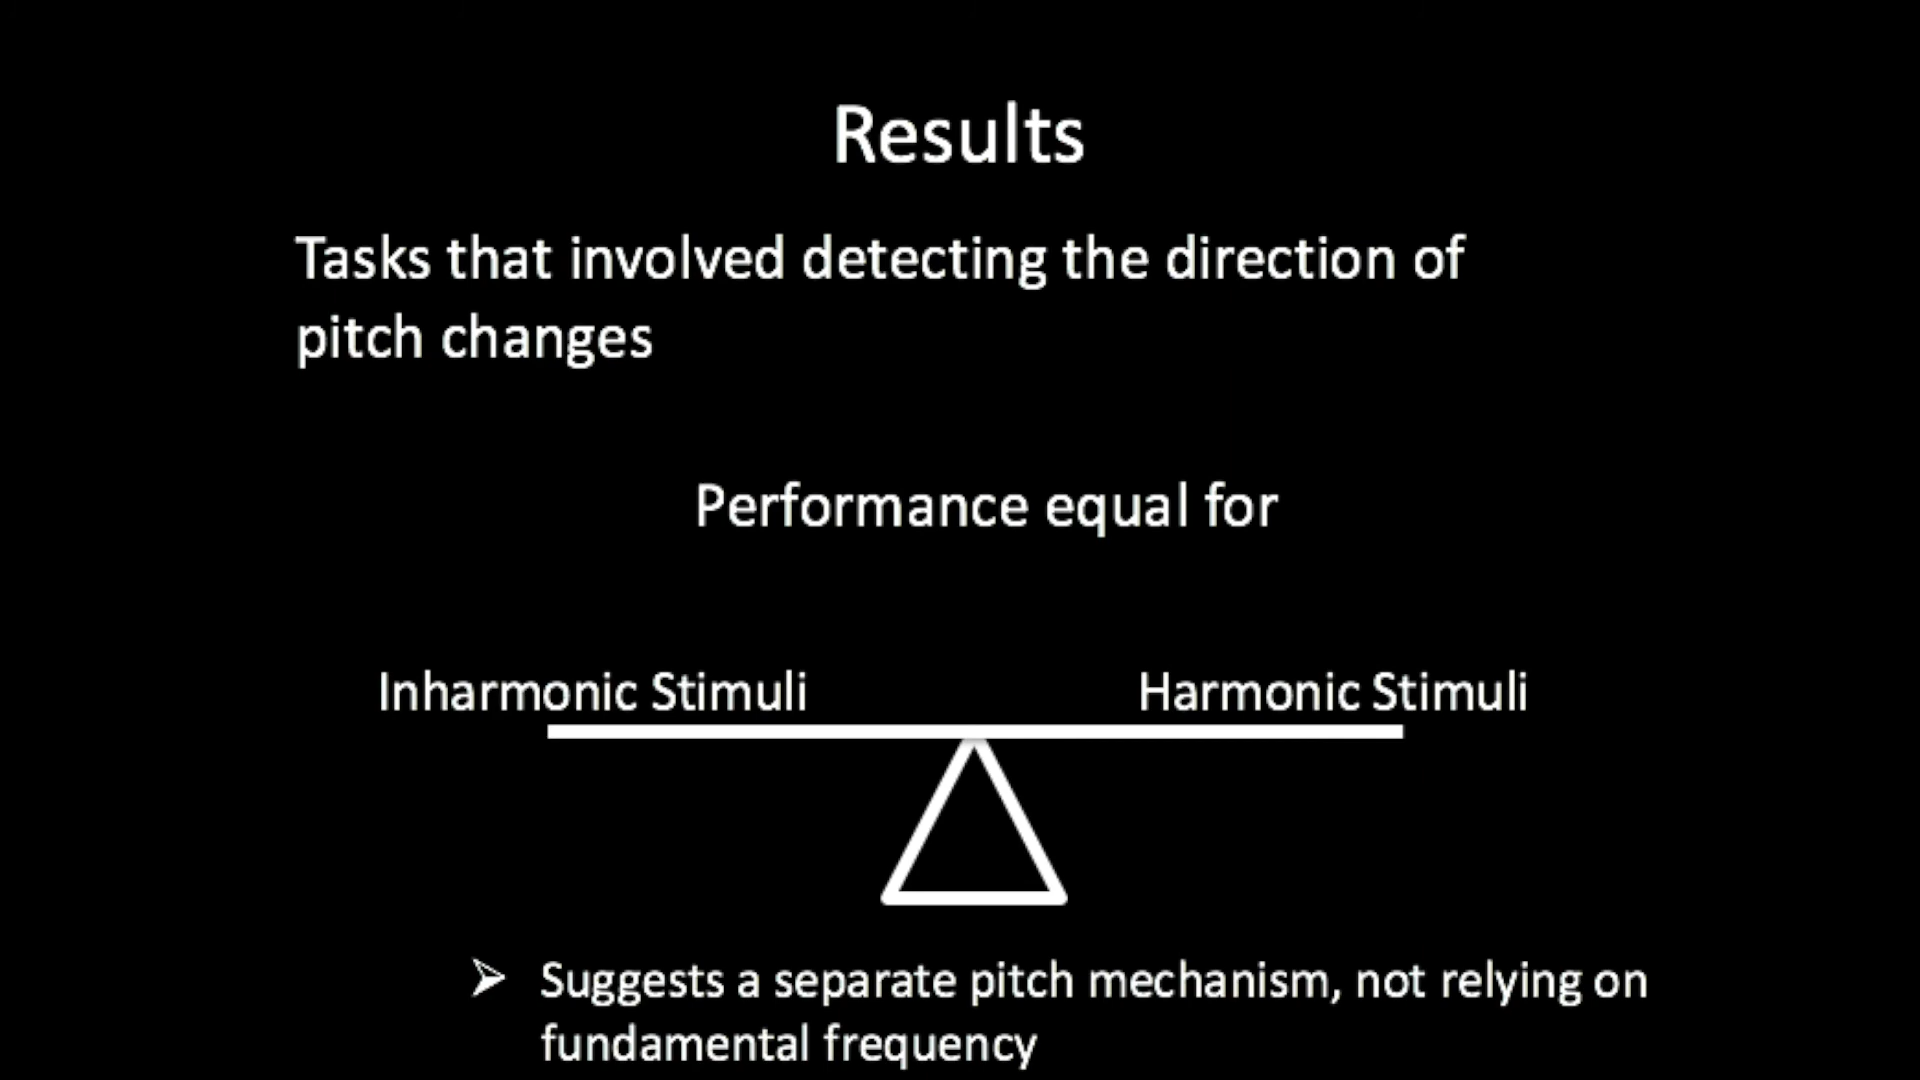 Results
Tasks that involved detecting the direction of
pitch changes
Performance equal for
Inharmonic Stimuli
Harmonic Stimuli
➢ Suggests a separate pitch mechanism, not relying on
fundamental frequency